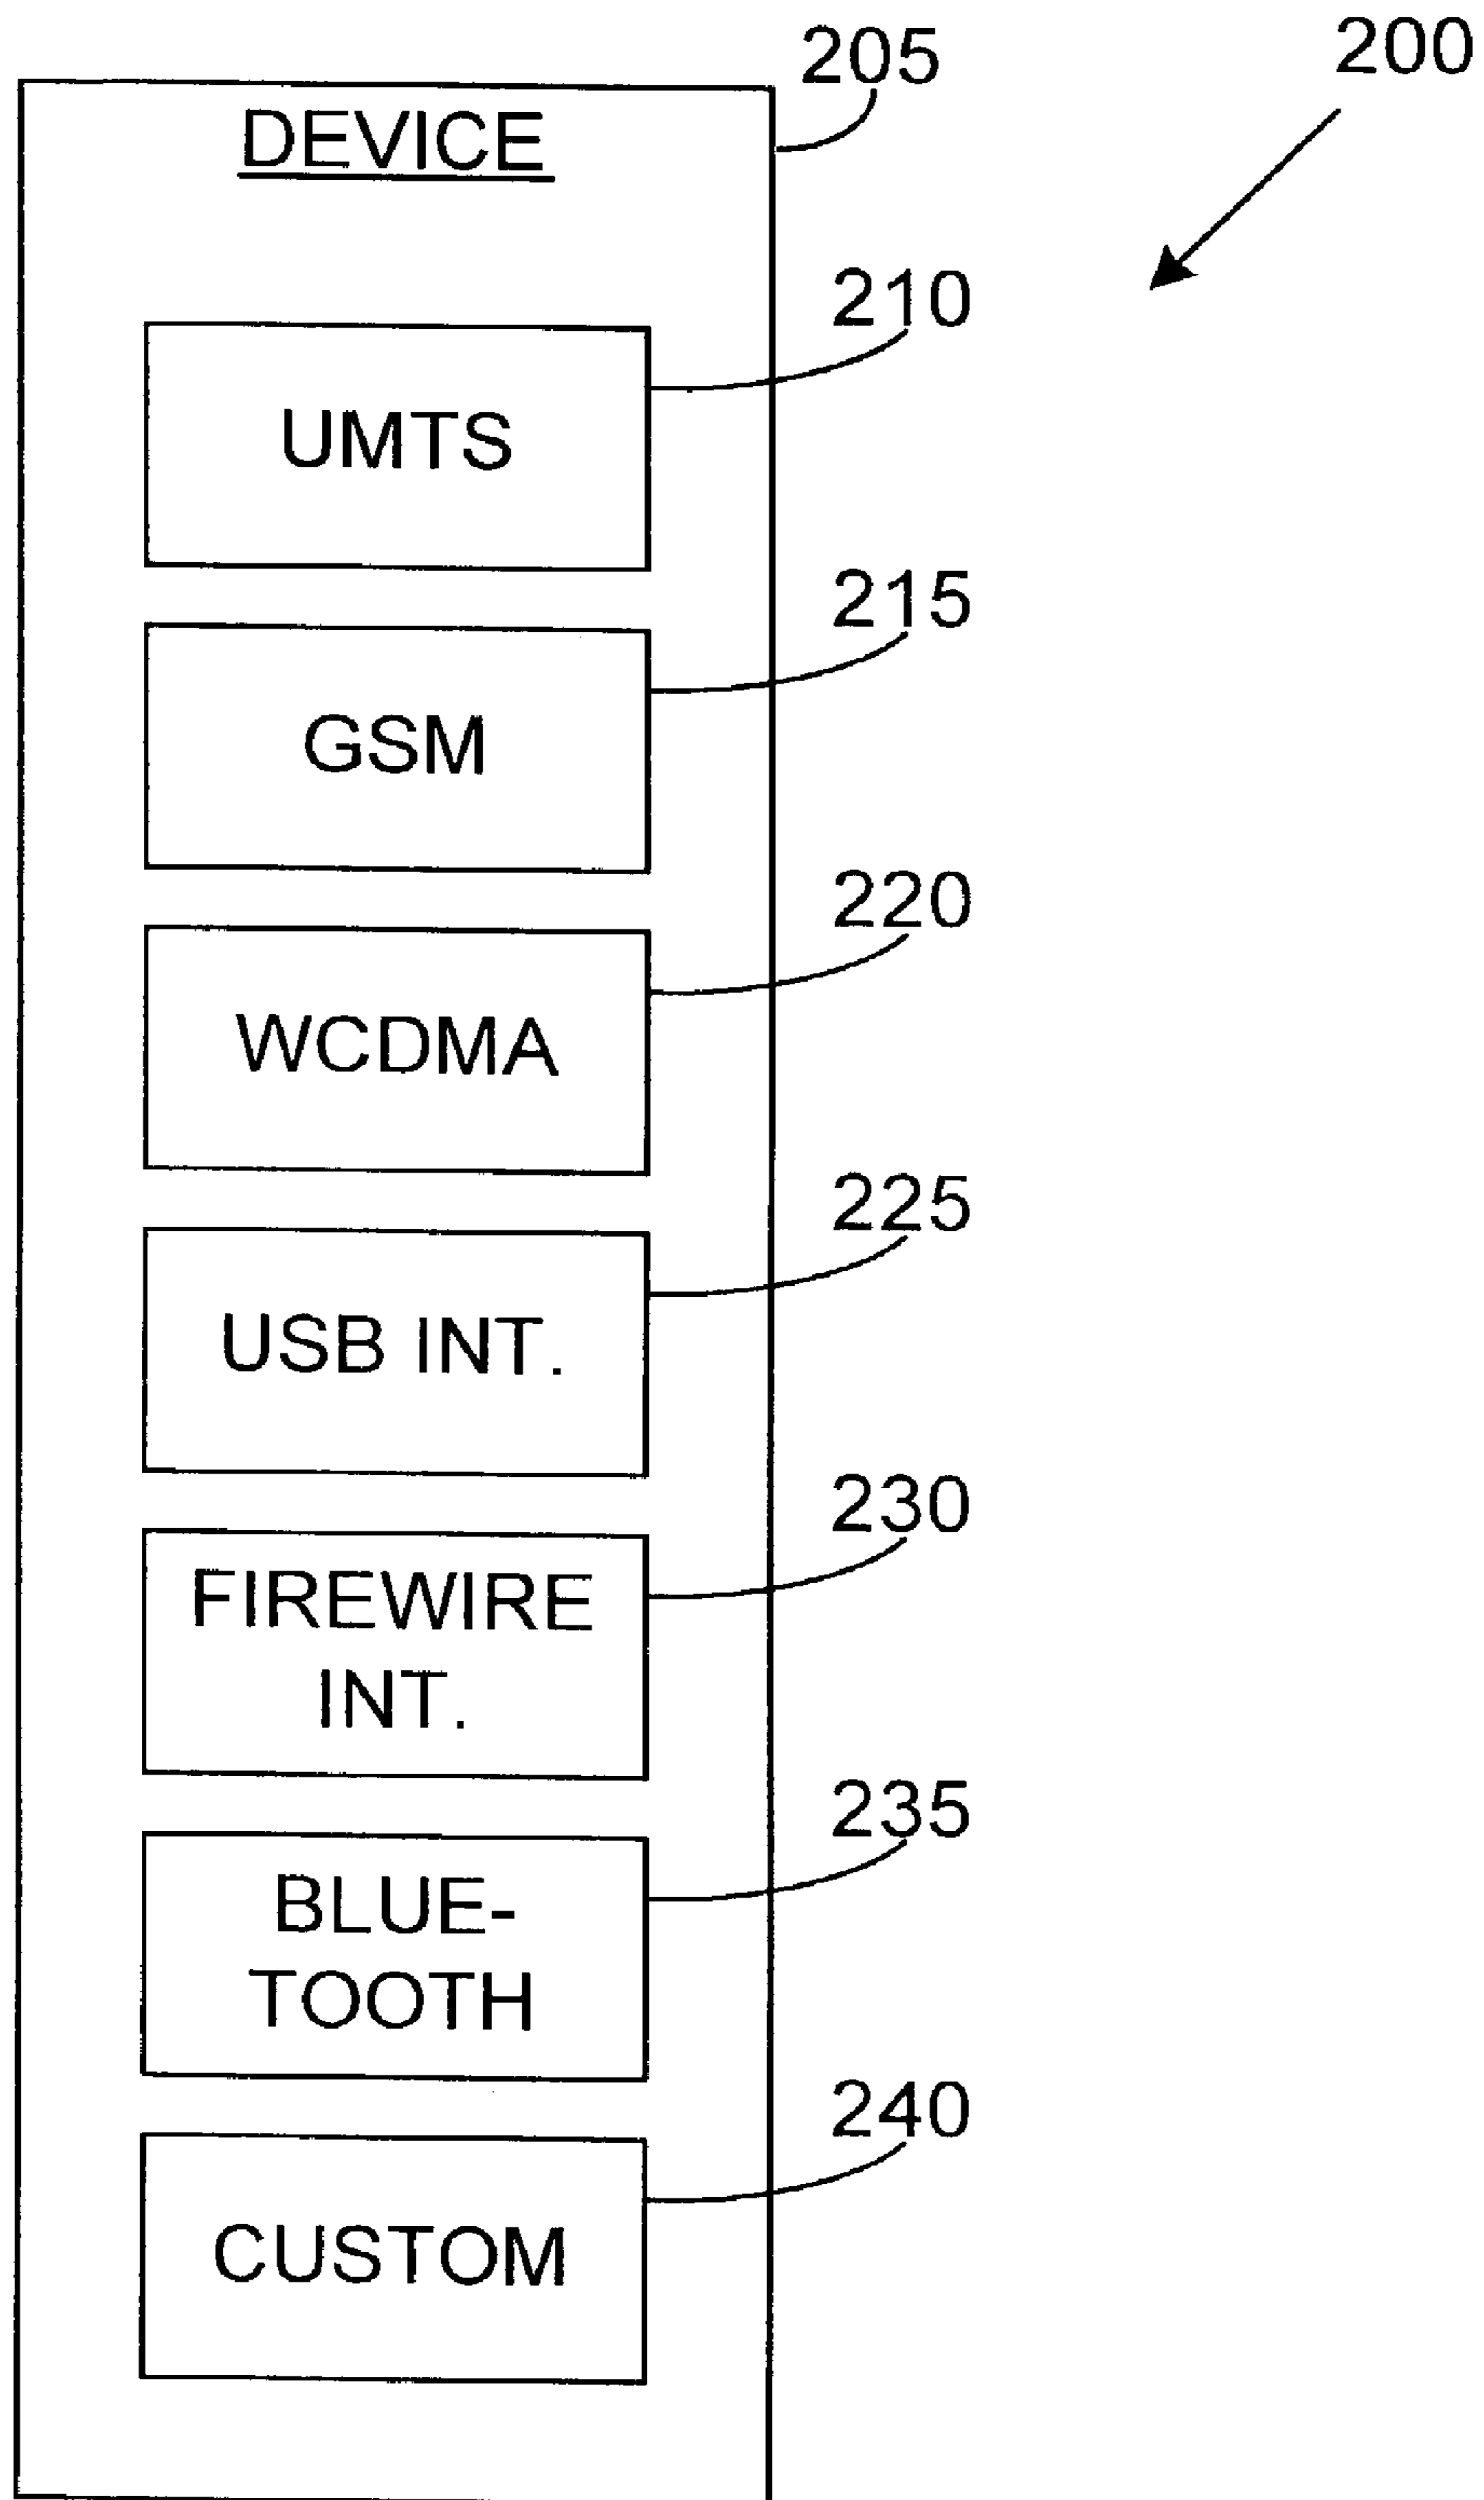 205
200
DEVICE
210
UMTS
215
GSM
220
WCDMA
225
USB INT.
230
FIREWIRE
INT.
235
BLUE-
TOOTH
240
CUSTOM